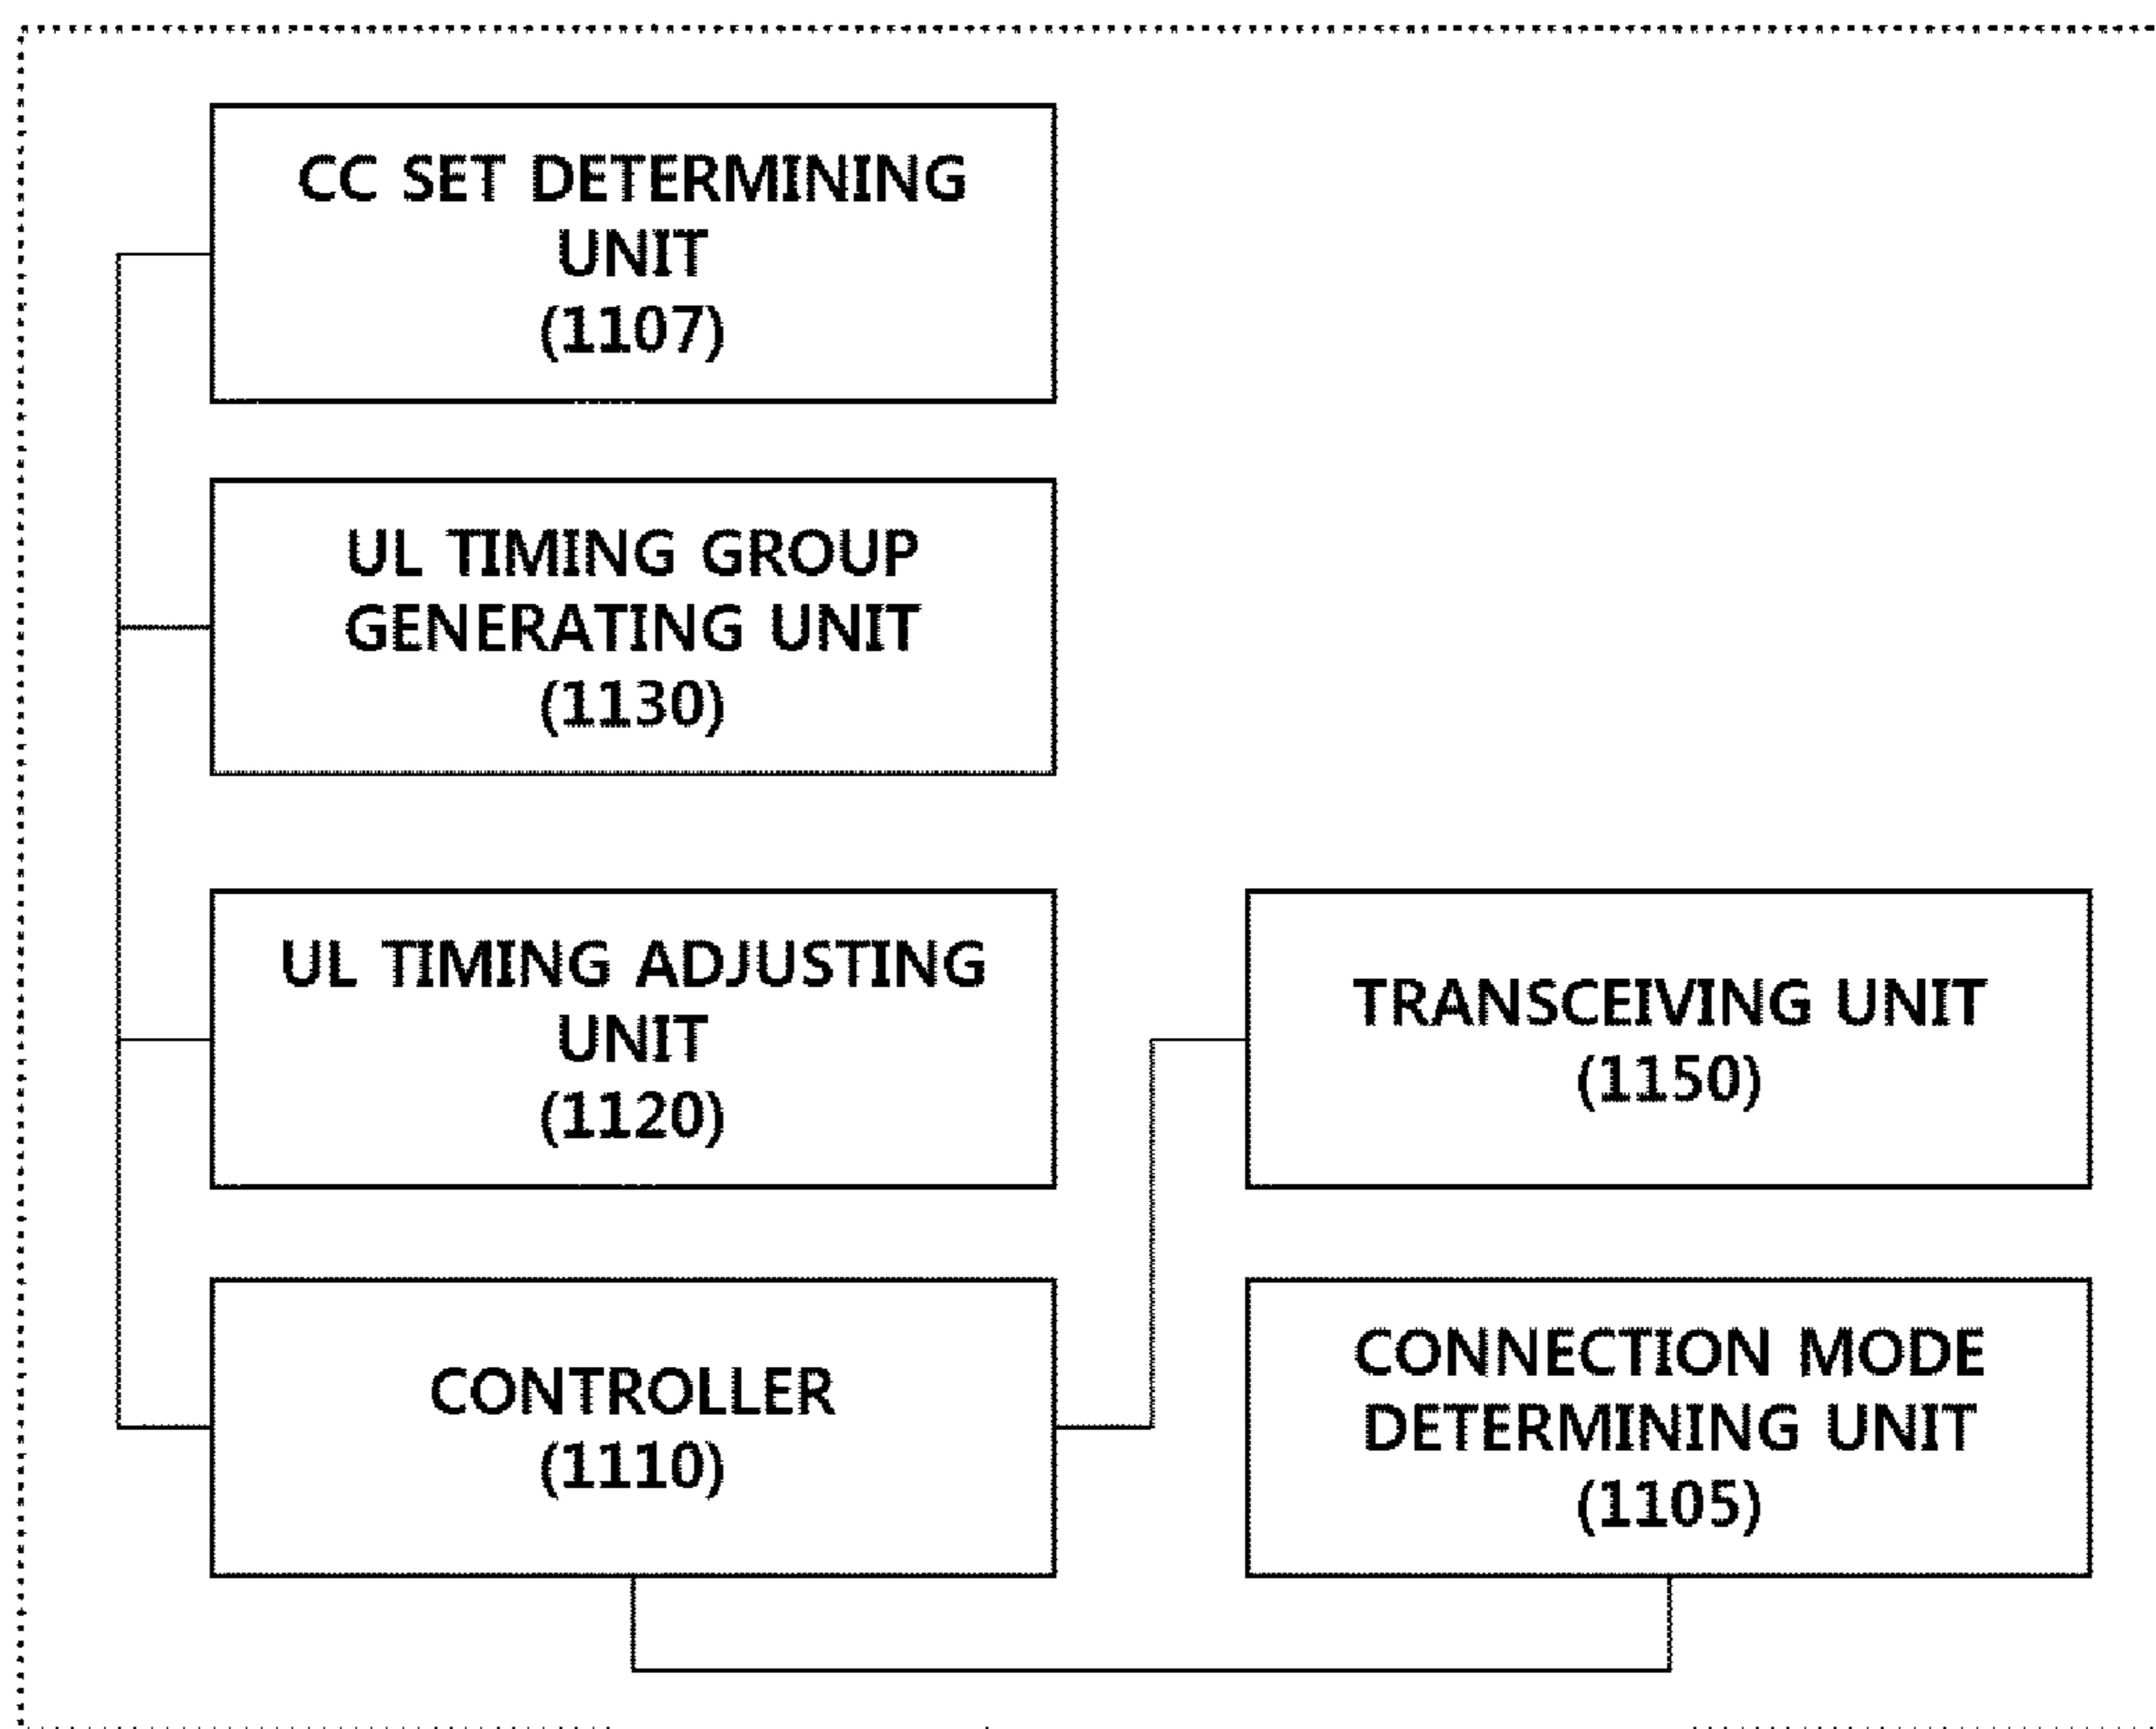 CC SET DETERMINING
UNIT
(1107)
UL TIMING GROUP
GENERATING UNIT
(1130)
UL TIMING ADJUSTING
UNIT
(1120)
TRANSCEIVING UNIT
(1150)
CONTROLLER
(1110)
CONNECTION MODE
DETERMINING UNIT
(1105)